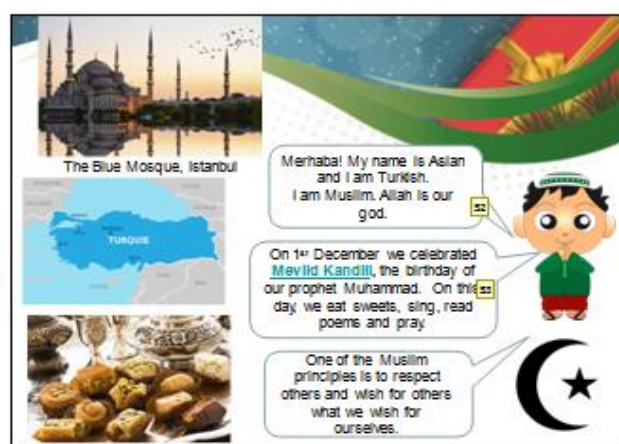 The Blue Mosque, Istanbul
TURQUIE
Merhaba! My name is Aslan
and I am Turkish.
I am Muslim. Allah is our
god.
S2
On 1st December we celebrated
Mevlid Kandili, the birthday of
our prophet Muhammad. On this
day, we eat sweets, sing, read
poems and pray.
S3
One of the Muslim
principles is to respect
others and wish for others
what we wish for
ourselves.